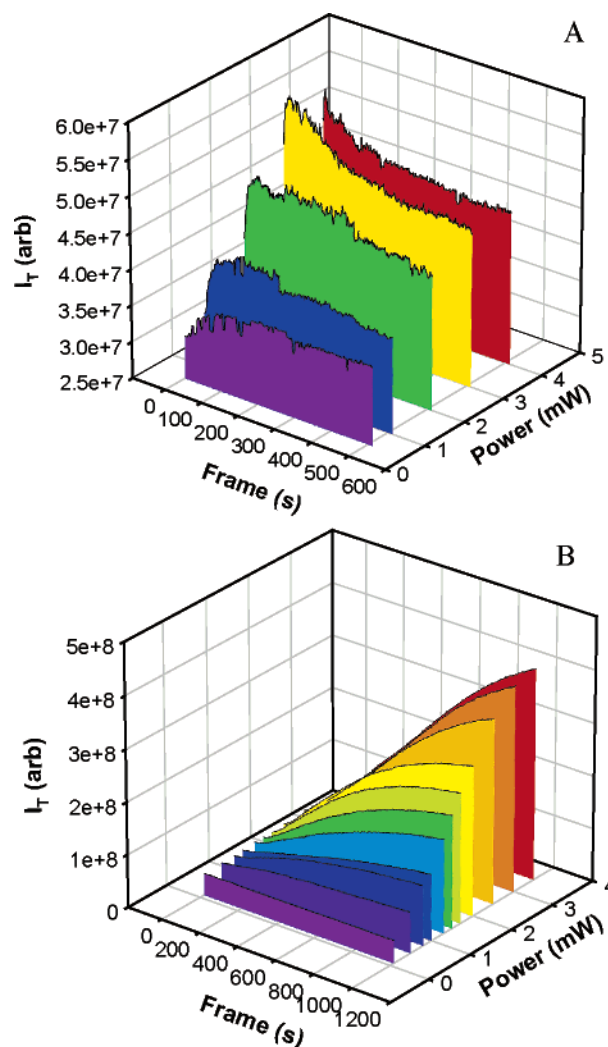 A
6.0e+7
5.5e+7
5.0e+7
4.5e+7
4.0e+7
3.5e+7
3.0e+7
2.5e+7
I_T (arb)
0
100
200
300
400
500
600
Frame (s)
0
1
2
3
4
5
Power (mW)
B
5e+8
4e+8
3e+8
2e+8
1e+8
0
I_T (arb)
0
200
400
600
800
1000
1200
Frame (s)
0
1
2
3
4
Power (mW)